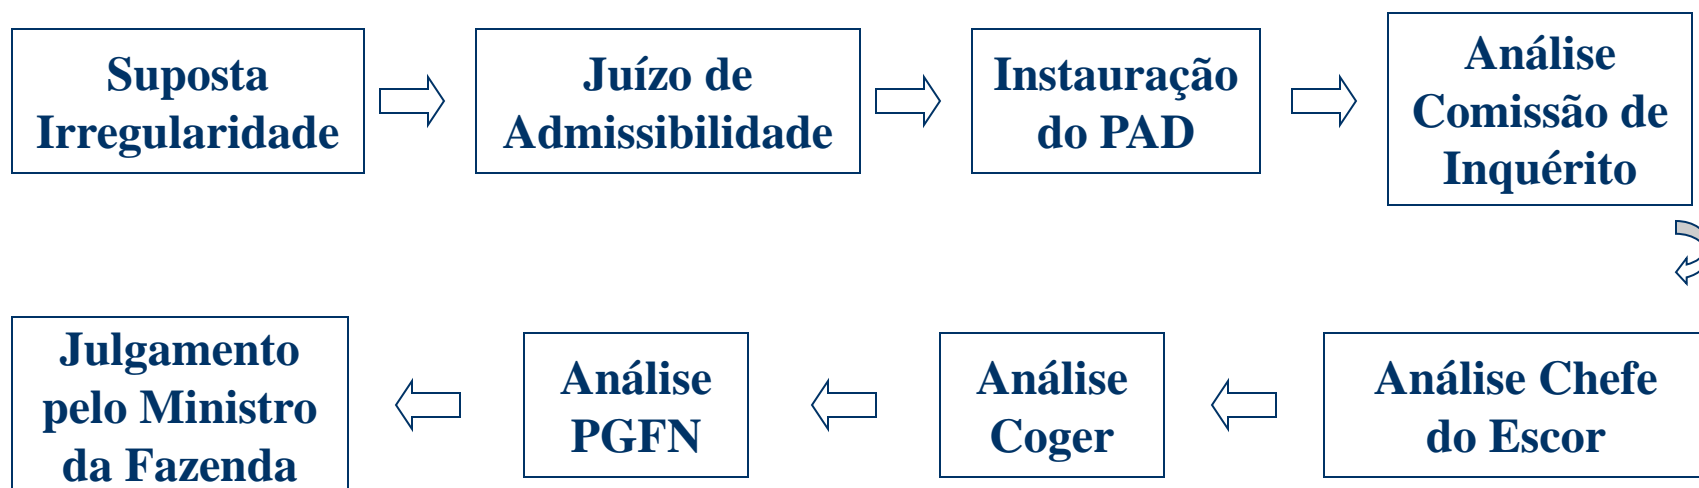 Suposta
Irregularidade
Juízo de
Admissibilidade
Instauração
do PAD
Análise
Comissão de
Inquérito
Análise Chefe
do Escor
Análise
Coger
Análise
PGFN
Julgamento
pelo Ministro
da Fazenda